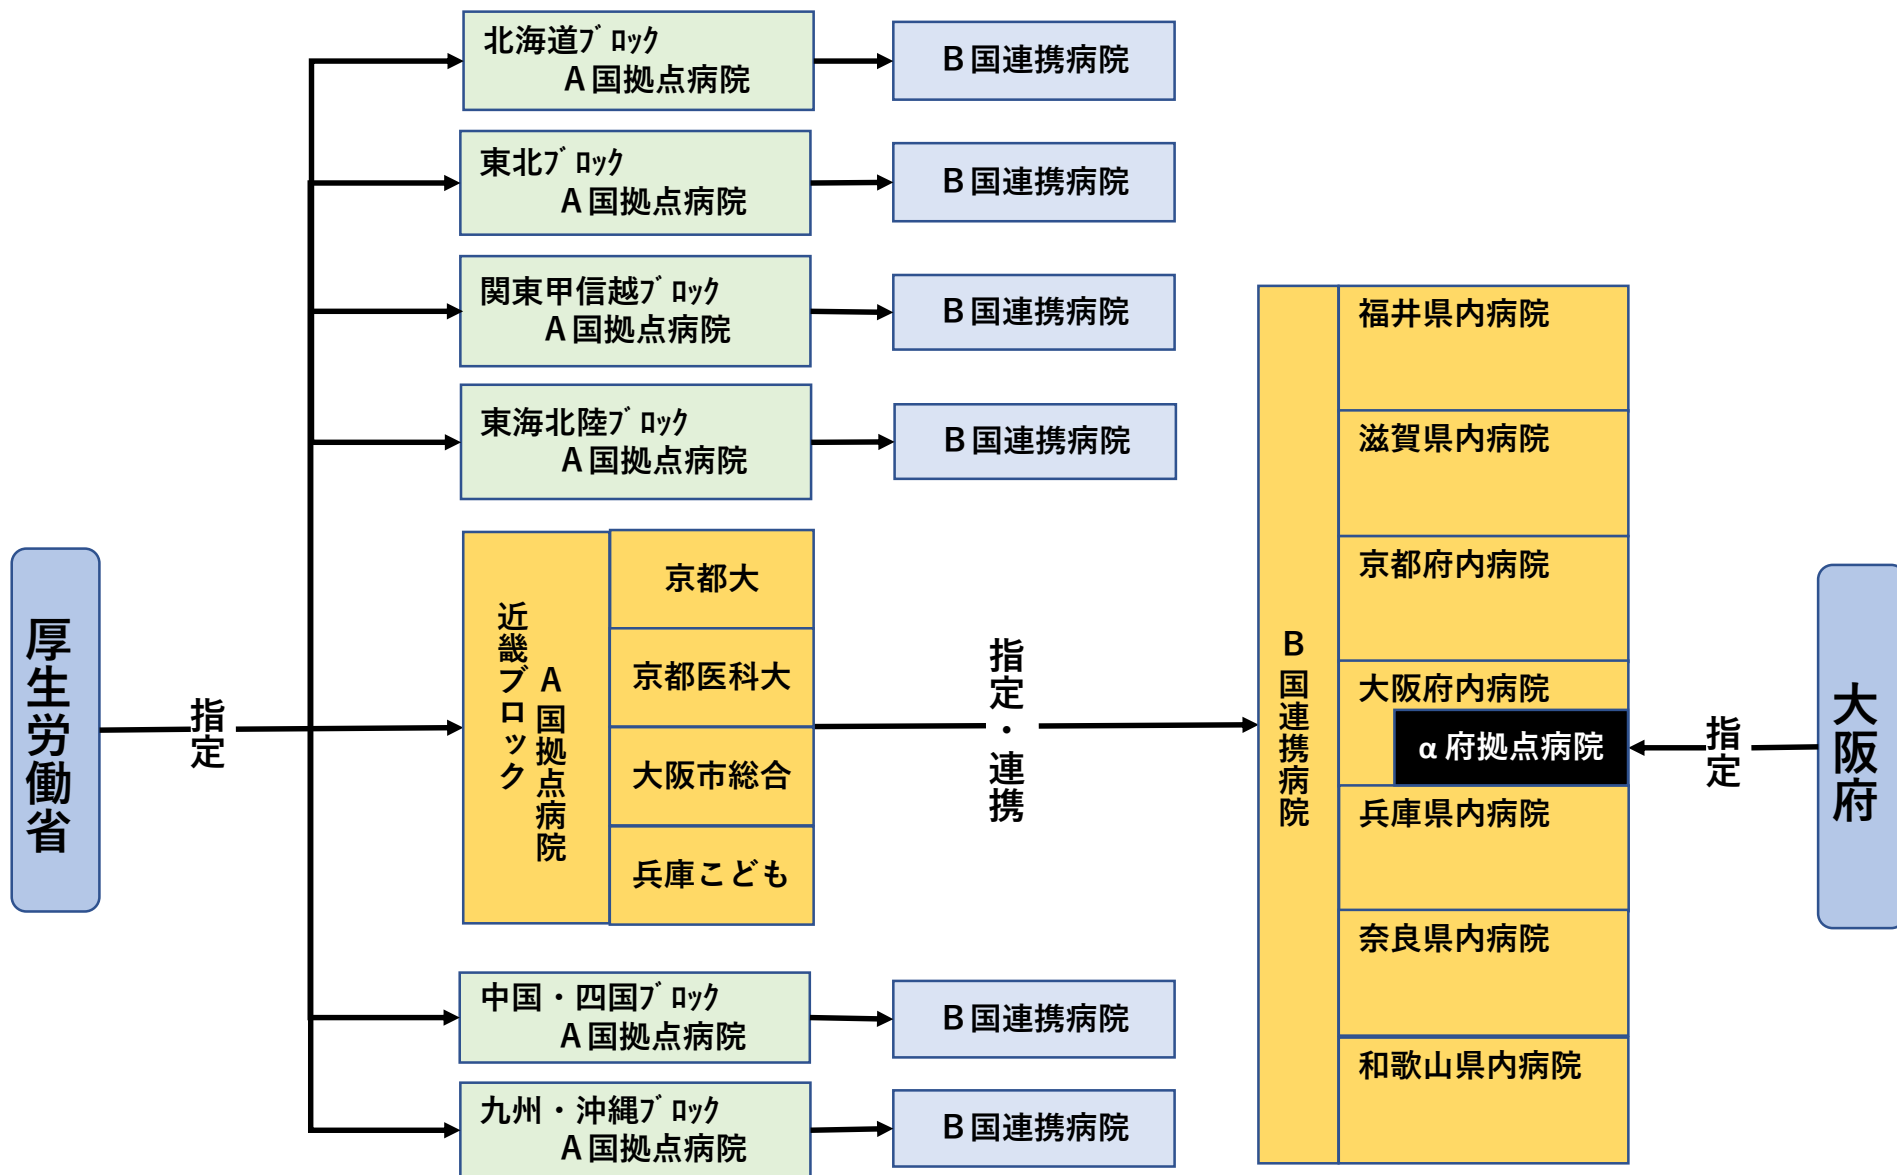 厚生労働省
指定
北海道ﾌﾞﾛｯｸ
A国拠点病院
B国連携病院
東北ﾌﾞﾛｯｸ
A国拠点病院
B国連携病院
関東甲信越ﾌﾞﾛｯｸ
A国拠点病院
B国連携病院
東海北陸ﾌﾞﾛｯｸ
A国拠点病院
B国連携病院
近畿ブロック
A国拠点病院
京都大
京都医科大
大阪市総合
兵庫こども
指定・連携
中国・四国ﾌﾞﾛｯｸ
A国拠点病院
B国連携病院
九州・沖縄ﾌﾞﾛｯｸ
A国拠点病院
B国連携病院
B国連携病院
福井県内病院
滋賀県内病院
京都府内病院
大阪府内病院
α府拠点病院
兵庫県内病院
奈良県内病院
和歌山県内病院
指定
大阪府